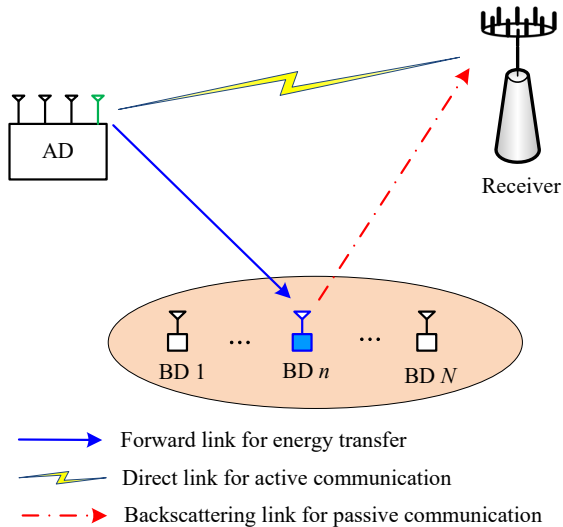 AD
Receiver
... ...
BD 1 BD n BD N
Forward link for energy transfer
Direct link for active communication
Backscattering link for passive communication